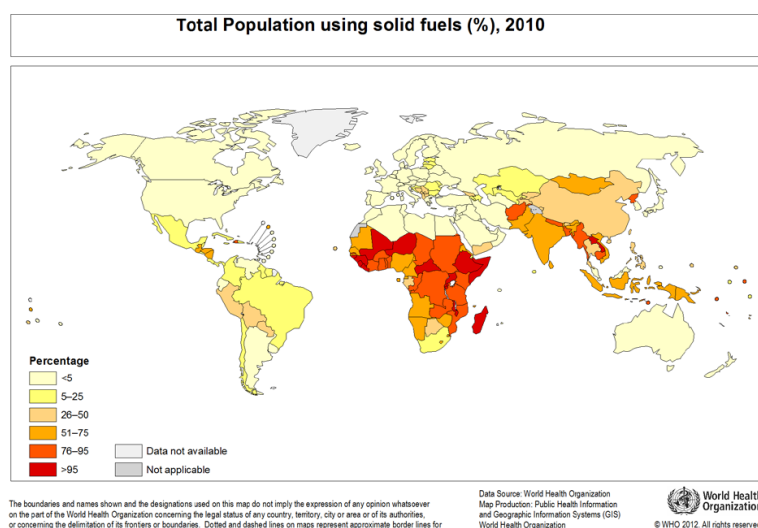 Total Population using solid fuels (%), 2010
Percentage
<5
5–25
26–50
51–75
76–95
>95
Data not available
Not applicable
The boundaries and names shown and the designations used on this map do not imply the expression of any opinion whatsoever
on the part of the World Health Organization concerning the legal status of any country, territory, city or area or of its authorities,
or concerning the delimitation of its frontiers or boundaries. Dotted and dashed lines on maps represent approximate border lines for
Data Source: World Health Organization
Map Production: Public Health Information
and Geographic Information Systems (GIS)
World Health Organization
World Health
Organization
© WHO 2012. All rights reserve